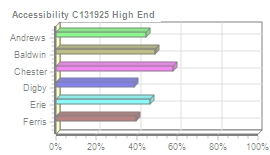 Accessibility C131925 High End
Andrews
Baldwin
Chester
Digby
Erie
Ferris
0% 20% 40% 60% 80% 100%